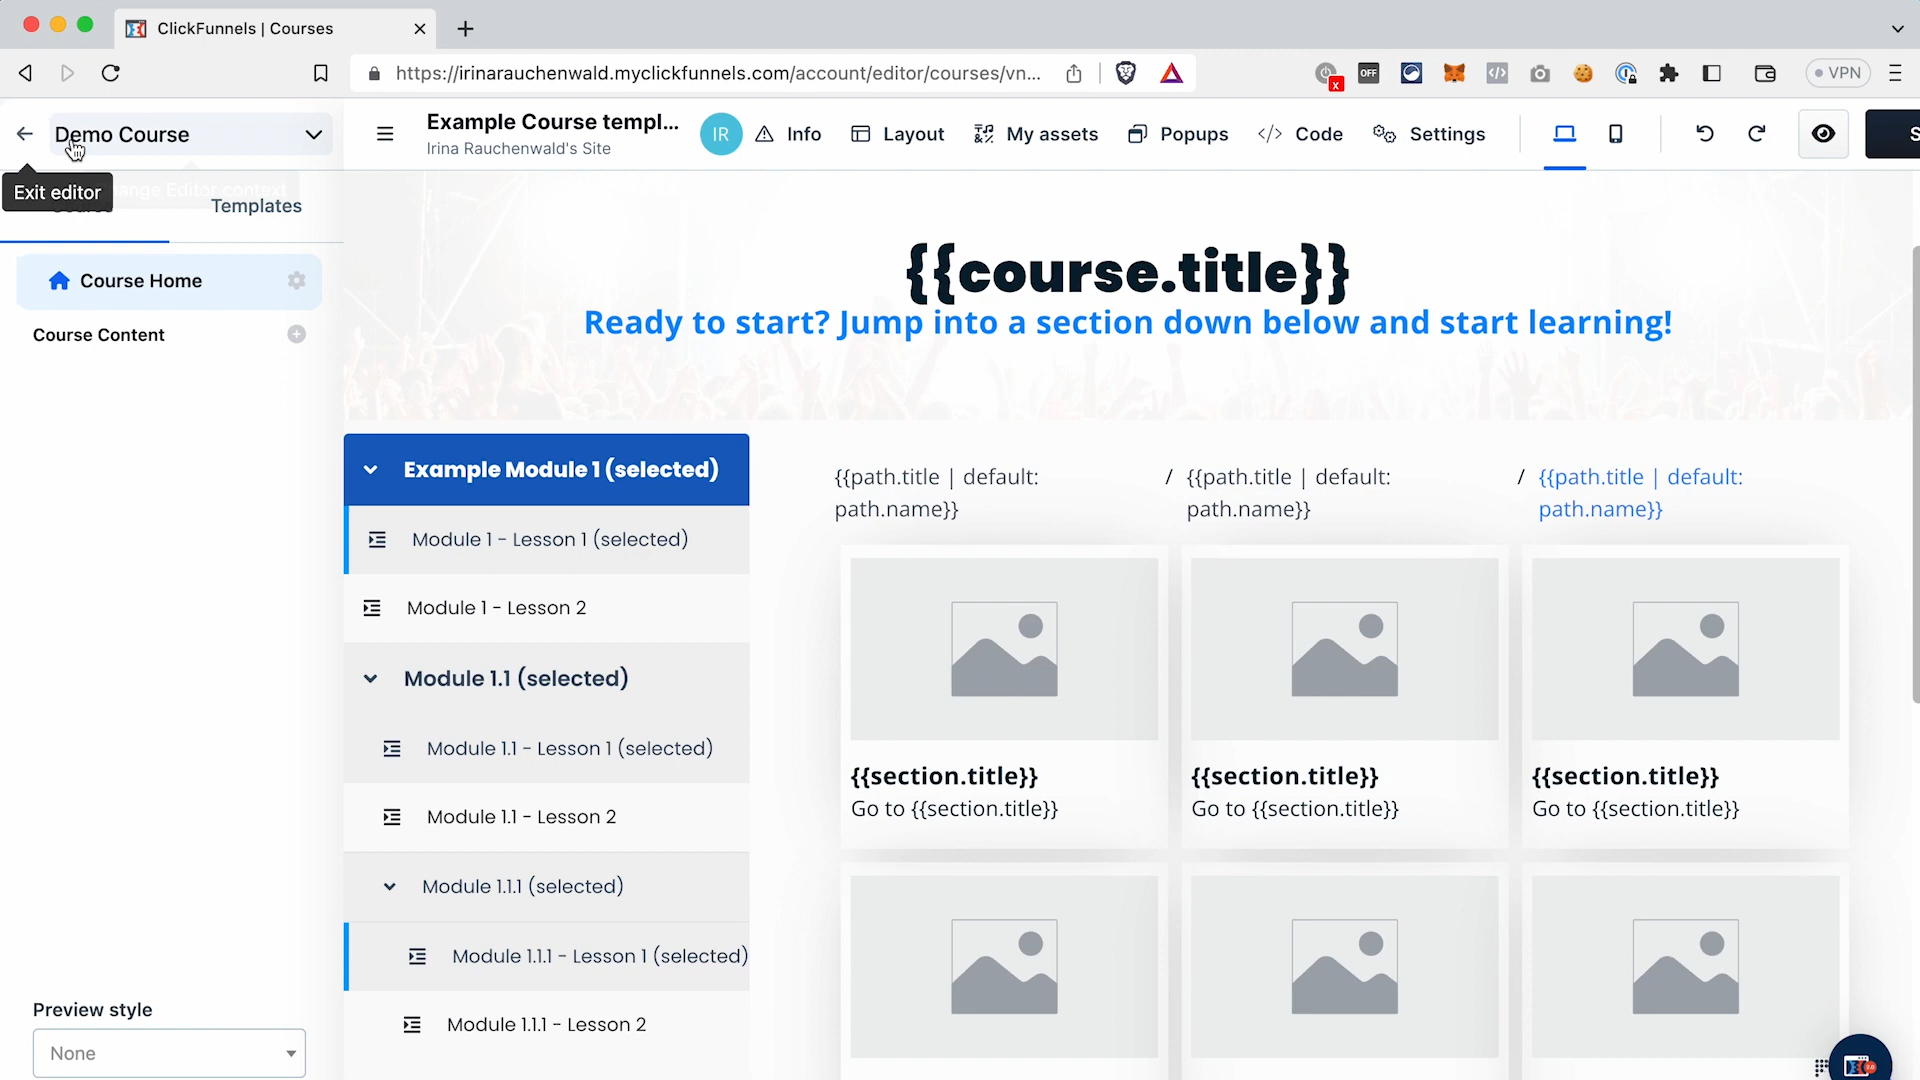 ClickFunnels | Courses
https://irinarauchenwald.myclickfunnels.com/account/editor/courses/vn...
OFF
x
VPN
Demo Course
Example Course templ...
Irina Rauchenwald's Site
IR
Info
Layout
My assets
Popups
Code
Settings
S
Exit editor
Templates
Course Home
Course Content
{{course.title}}
Ready to start? Jump into a section down below and start learning!
Example Module 1 (selected)
Module 1 - Lesson 1 (selected)
Module 1 - Lesson 2
Module 1.1 (selected)
Module 1.1 - Lesson 1 (selected)
Module 1.1 - Lesson 2
Module 1.1.1 (selected)
Module 1.1.1 - Lesson 1 (selected)
Module 1.1.1 - Lesson 2
{{path.title | default:
path.name}}
/ {{path.title | default:
path.name}}
/ {{path.title | default:
path.name}}
{{section.title}}
Go to {{section.title}}
{{section.title}}
Go to {{section.title}}
{{section.title}}
Go to {{section.title}}
Preview style
None